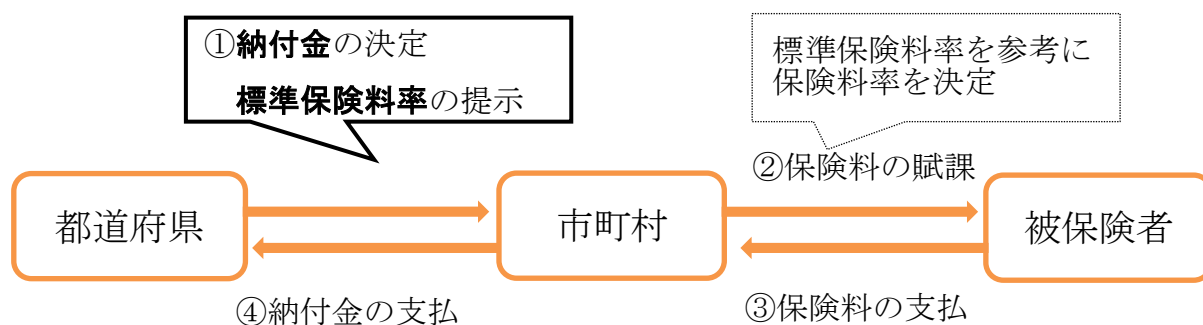 ①納付金の決定
標準保険料率の提示
標準保険料率を参考に
保険料率を決定
②保険料の賦課
都道府県
市町村
被保険者
④納付金の支払
③保険料の支払